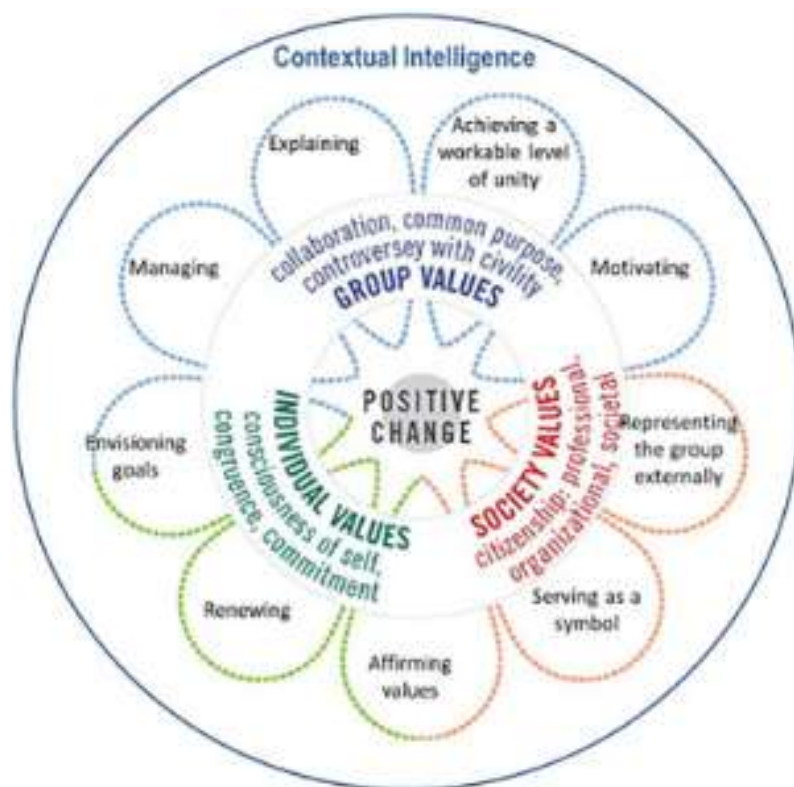 Contextual Intelligence
Explaining
Achieving a
workable level
of unity
Managing
Motivating
collaboration, common purpose,
controversey with civility
GROUP VALUES
Envisioning
goals
INDIVIDUAL VALUES
consciousness of self,
congruence, commitment
POSITIVE
CHANGE
SOCIETY VALUES
citizenship: professional,
organizational, societal
Representing
the group
externally
Renewing
Affirming
values
Serving as a
symbol